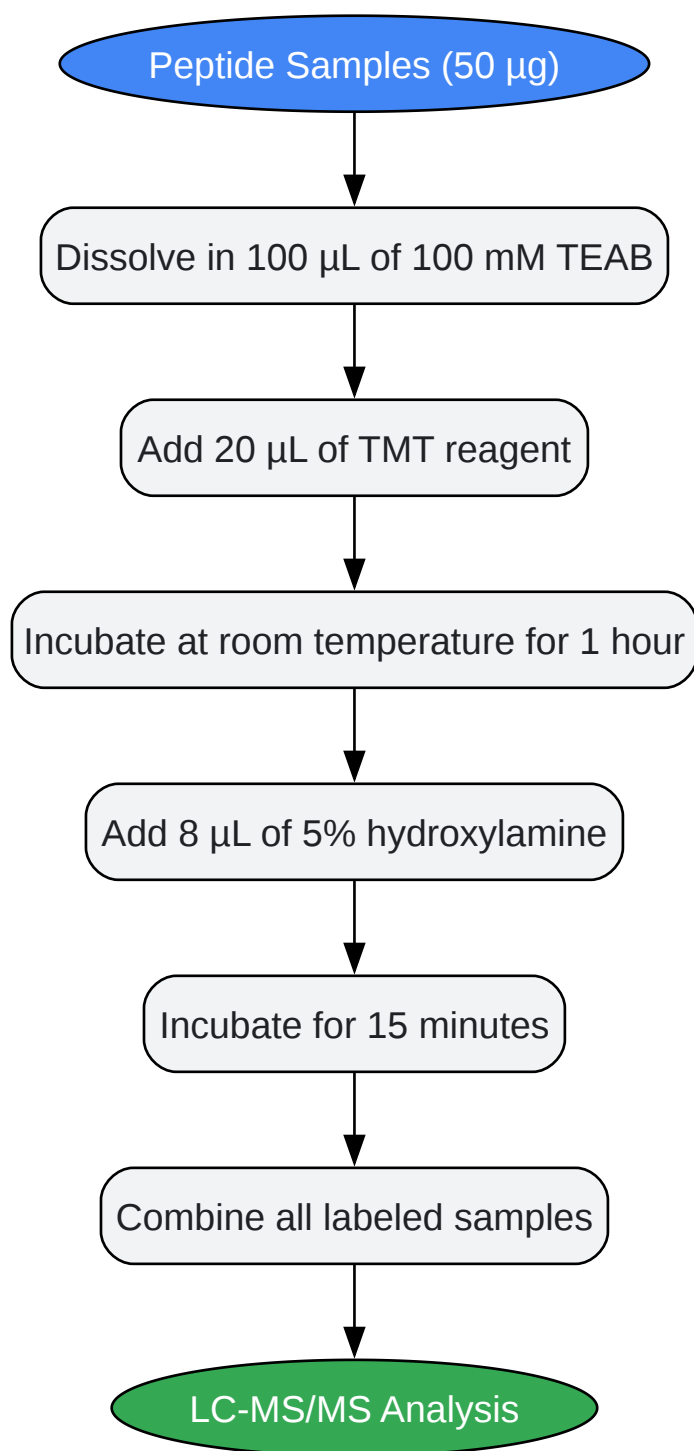 Peptide Samples (50 µg)
Dissolve in 100 µL of 100 mM TEAB
Add 20 µL of TMT reagent
Incubate at room temperature for 1 hour
Add 8 µL of 5% hydroxylamine
Incubate for 15 minutes
Combine all labeled samples
LC-MS/MS Analysis